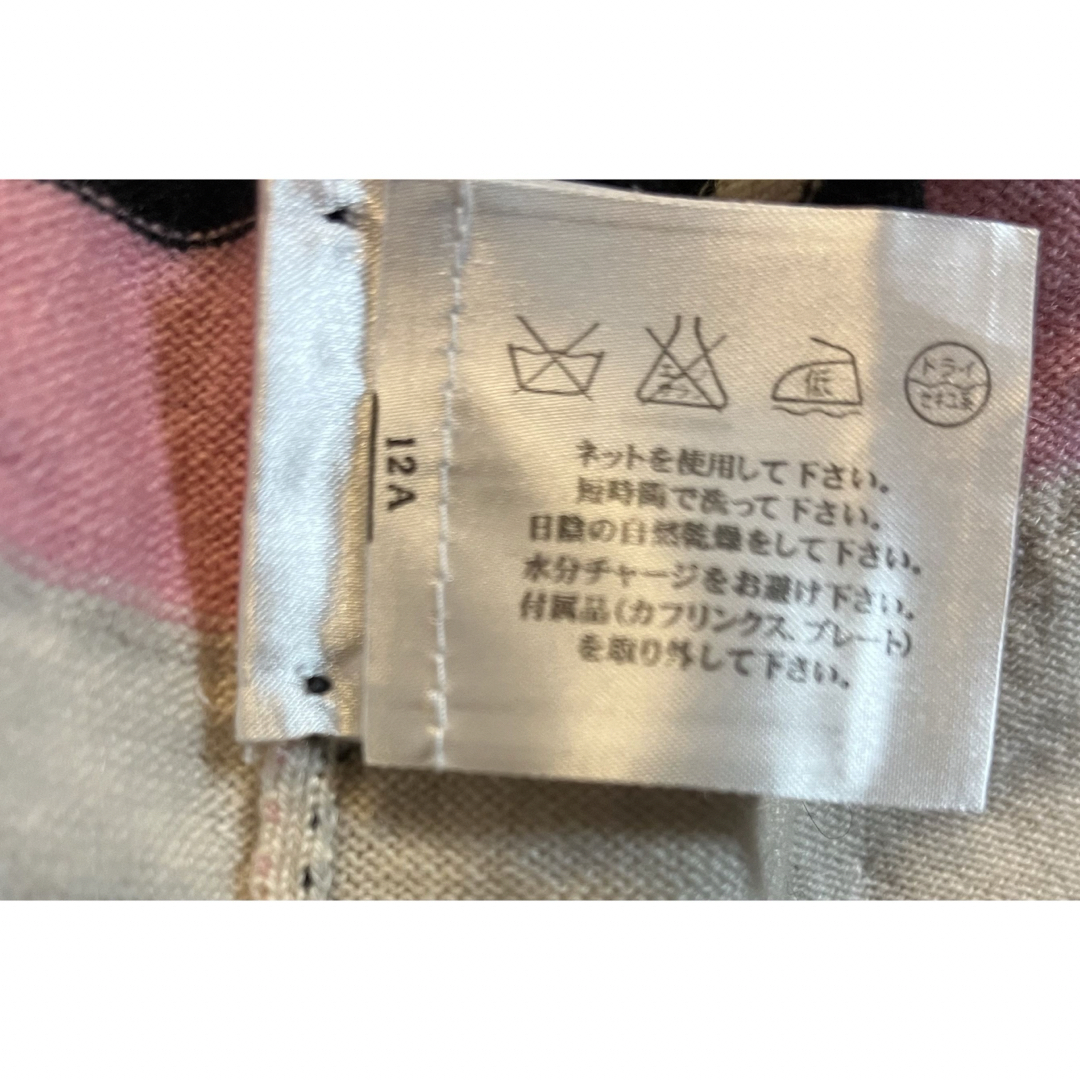 低
ドライ
セキユ系
ネットを使用して下さい。
短時間で洗って下さい。
日陰の自然乾燥をして下さい。
水分チャージをお避け下さい。
付属品（カフリンクス、プレート）
を取り外して下さい。
12A